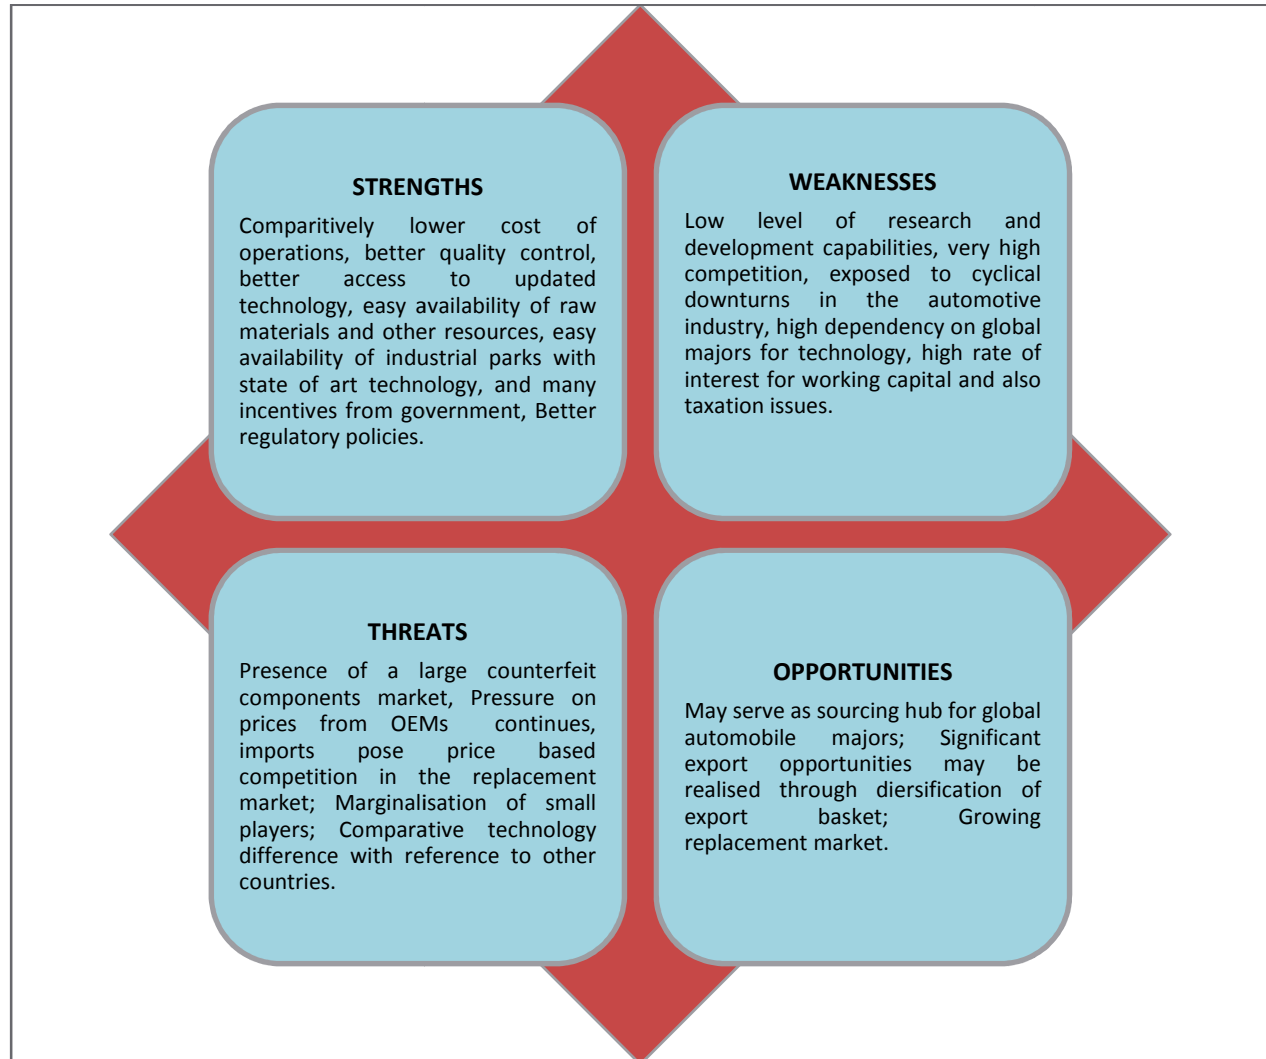 STRENGTHS
Comparitively lower cost of
operations, better quality control,
better access to updated
technology, easy availability of raw
materials and other resources, easy
availability of industrial parks with
state of art technology, and many
incentives from government, Better
regulatory policies.
WEAKNESSES
Low level of research and
development capabilities, very high
competition, exposed to cyclical
downturns in the automotive
industry, high dependency on global
majors for technology, high rate of
interest for working capital and also
taxation issues.
THREATS
Presence of a large counterfeit
components market, Pressure on
prices from OEMs continues,
imports pose price based
competition in the replacement
market; Marginalisation of small
players; Comparative technology
difference with reference to other
countries.
OPPORTUNITIES
May serve as sourcing hub for global
automobile majors; Significant
export opportunities may be
realised through diersification of
export basket; Growing
replacement market.